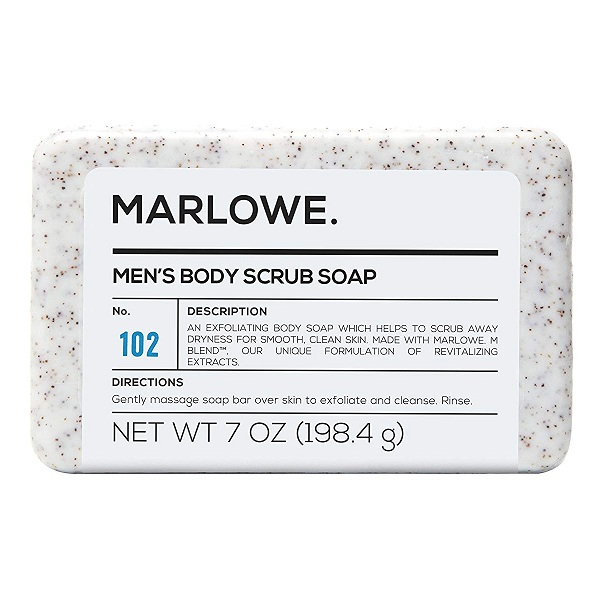 MARLOWE.
MEN'S BODY SCRUB SOAP
No.
102
DESCRIPTION
AN EXFOLIATING BODY SOAP WHICH HELPS TO SCRUB AWAY
DRYNESS FOR SMOOTH, CLEAN SKIN. MADE WITH MARLOWE. M
BLEND™, OUR UNIQUE FORMULATION OF REVITALIZING
EXTRACTS.
DIRECTIONS
Gently massage soap bar over skin to exfoliate and cleanse. Rinse.
NET WT 7 OZ (198.4 g)